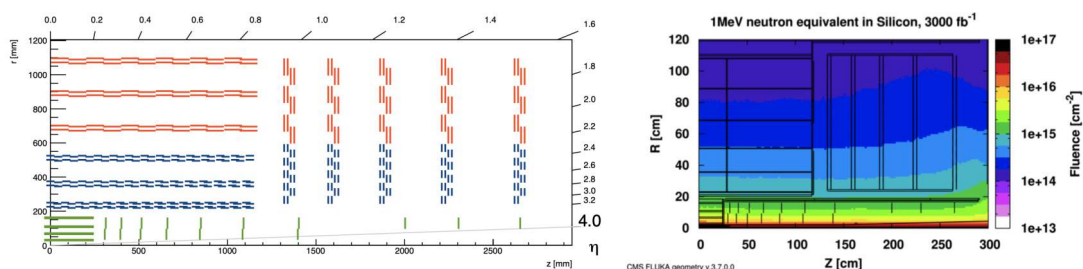 0.0 0.2 0.4 0.6 0.8 1.0 1.2 1.4 1.6
r [mm]
1200
1000
800
600
400
200
0
1.8
2.0
2.2
2.4
2.6
2.8
3.0
3.2
4.0
η
0 500 1000 1500 2000 2500
z [mm]
1MeV neutron equivalent in Silicon, 3000 fb-1
R [cm]
120
100
80
60
40
20
0
0 50 100 150 200 250 300
Z [cm]
CMS FLUKA geometry v.3.7.0.0
1e+17
1e+16
1e+15
1e+14
1e+13
Fluence [cm-2]